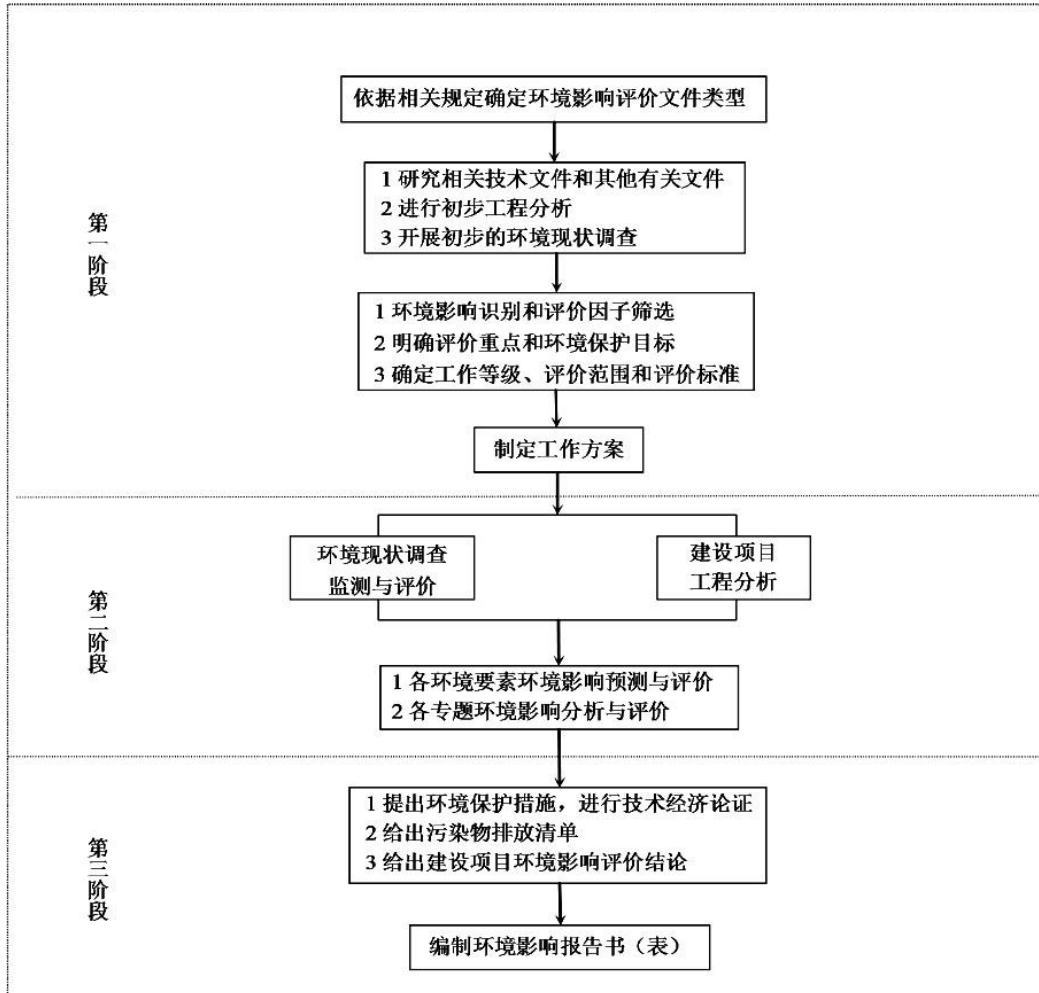 依据相关规定确定环境影响评价文件类型
1 研究相关技术文件和其他有关文件
2 进行初步工程分析
3 开展初步的环境现状调查
第一阶段
1 环境影响识别和评价因子筛选
2 明确评价重点和环境保护目标
3 确定工作等级、评价范围和评价标准
制定工作方案
环境现状调查
监测与评价
建设项目
工程分析
第二阶段
1 各环境要素环境影响预测与评价
2 各专题环境影响分析与评价
1 提出环境保护措施，进行技术经济论证
2 给出污染物排放清单
3 给出建设项目环境影响评价结论
第三阶段
编制环境影响报告书（表）